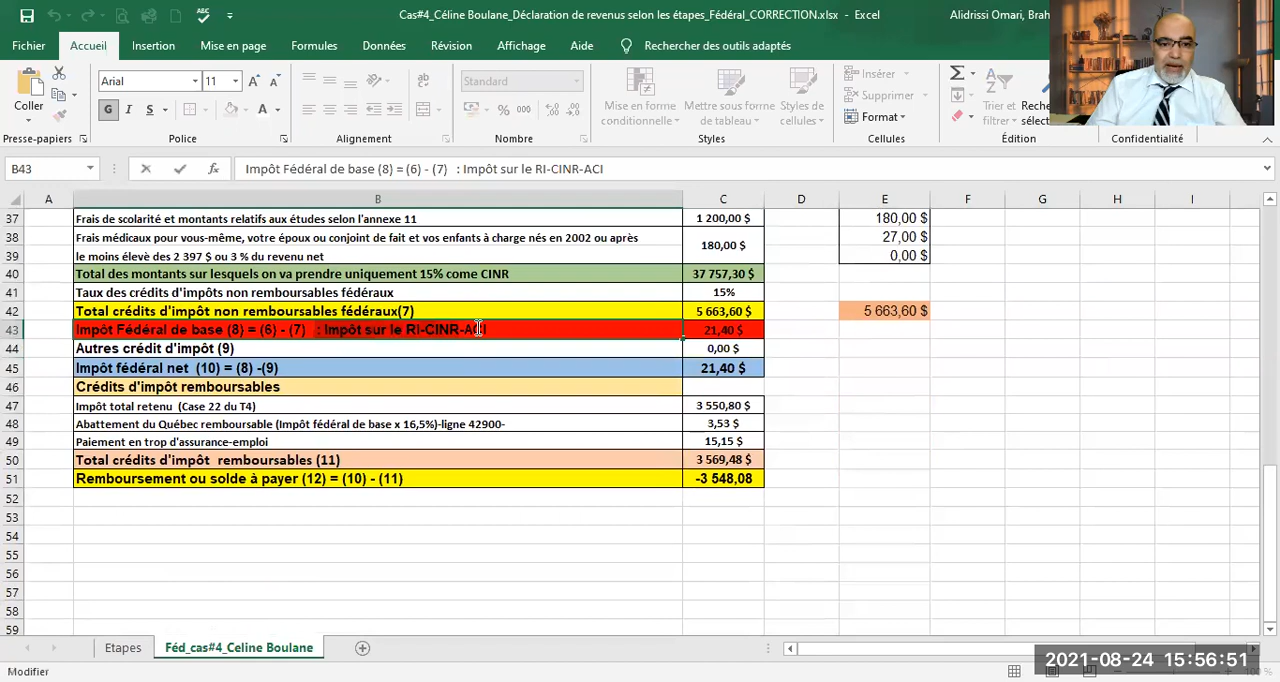 Cas#4_Céline Boulane_Déclaration de revenus selon les étapes_Fédéral_CORRECTION.xlsx – Excel
Alidrissi Omari, Brah
Fichier Accueil Insertion Mise en page Formules Données Révision Affichage Aide Rechercher des outils adaptés
Coller
Presse-papiers
Arial 11
G I S
Police
Alignement
Standard
% 000
Nombre
Mise en forme conditionnelle
Mettre sous forme de tableau
Styles de cellules
Styles
Insérer
Supprimer
Format
Cellules
Trier et filtrer
Édition
Confidentialité
B43 fx Impôt Fédéral de base (8) = (6) - (7) : Impôt sur le RI-CINR-ACI
A B C D E F G H I
37 Frais de scolarité et montants relatifs aux études selon l'annexe 11 1 200,00 $ 180,00 $
38 Frais médicaux pour vous-même, votre époux ou conjoint de fait et vos enfants à charge nés en 2002 ou après 180,00 $ 27,00 $
39 le moins élevè des 2 397 $ ou 3 % du revenu net 0,00 $
40 Total des montants sur lesquels on va prendre uniquement 15% come CINR 37 757,30 $
41 Taux des crédits d'impôts non remboursables fédéraux 15%
42 Total crédits d'impôt non remboursables fédéraux(7) 5 663,60 $ 5 663,60 $
43 Impôt Fédéral de base (8) = (6) - (7) : Impôt sur le RI-CINR-ACI 21,40 $
44 Autres crédit d'impôt (9) 0,00 $
45 Impôt fédéral net (10) = (8) -(9) 21,40 $
46 Crédits d'impôt remboursables
47 Impôt total retenu (Case 22 du T4) 3 550,80 $
48 Abattement du Québec remboursable (Impôt fédéral de base x 16,5%)-ligne 42900- 3,53 $
49 Paiement en trop d'assurance-emploi 15,15 $
50 Total crédits d'impôt remboursables (11) 3 569,48 $
51 Remboursement ou solde à payer (12) = (10) - (11) -3 548,08
52
53
54
55
56
57
58
59
Etapes Féd_cas#4_Celine Boulane
2021-08-24 15:56:51
Modifier